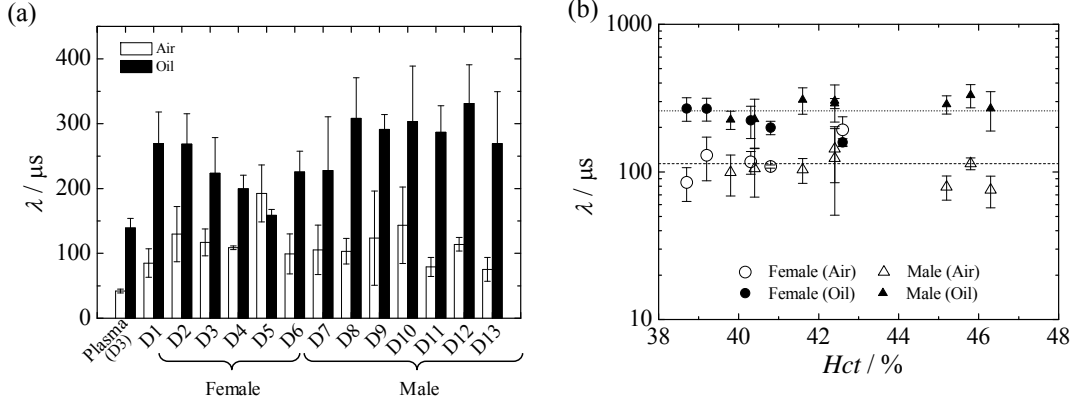 (a)
400
300
200
100
0
λ / μs
Air
Oil
Plasma
(D3)
D1
D2
D3
D4
D5
D6
D7
D8
D9
D10
D11
D12
D13
Female
Male
(b)
1000
100
10
λ / μs
Female (Air)
Female (Oil)
Male (Air)
Male (Oil)
38
40
42
44
46
48
Hct / %